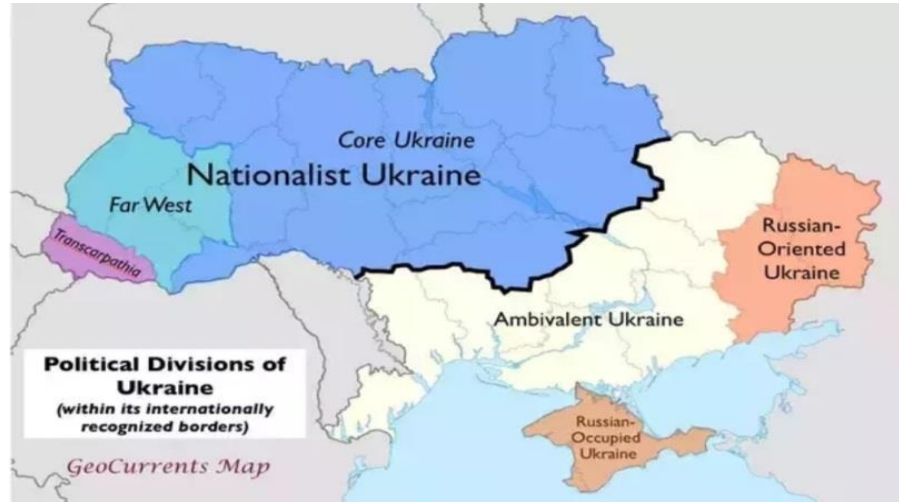 Core Ukraine
Nationalist Ukraine
Far West
Transcarpathia
Russian-
Oriented
Ukraine
Ambivalent Ukraine
Political Divisions of
Ukraine
(within its internationally
recognized borders)
Russian-
Occupied
Ukraine
GeoCurrents Map